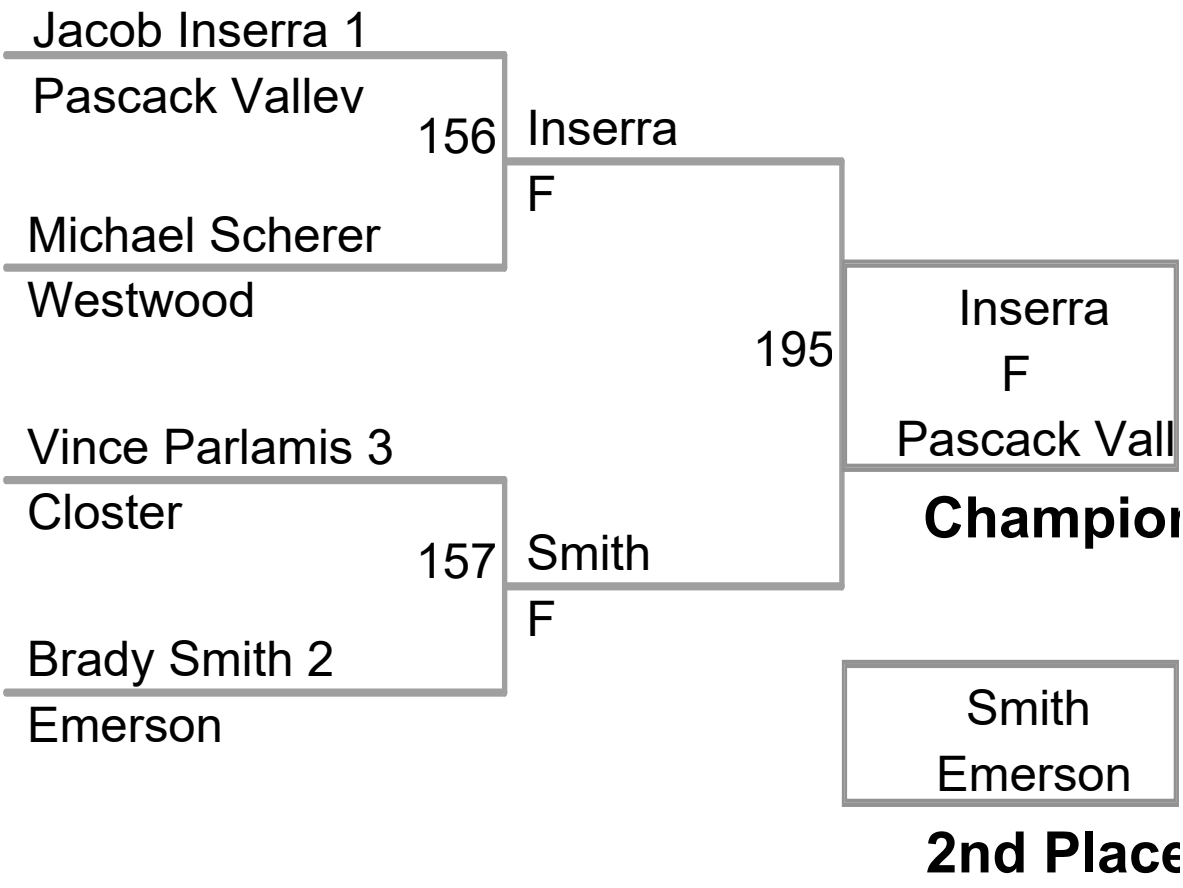 Jacob Inserra 1
Pascack Vallev
156
Inserra
F
Michael Scherer
Westwood
195
Inserra
F
Pascack Vall
Champion
Vince Parlamis 3
Closter
157
Smith
F
Brady Smith 2
Emerson
Smith
Emerson
2nd Place